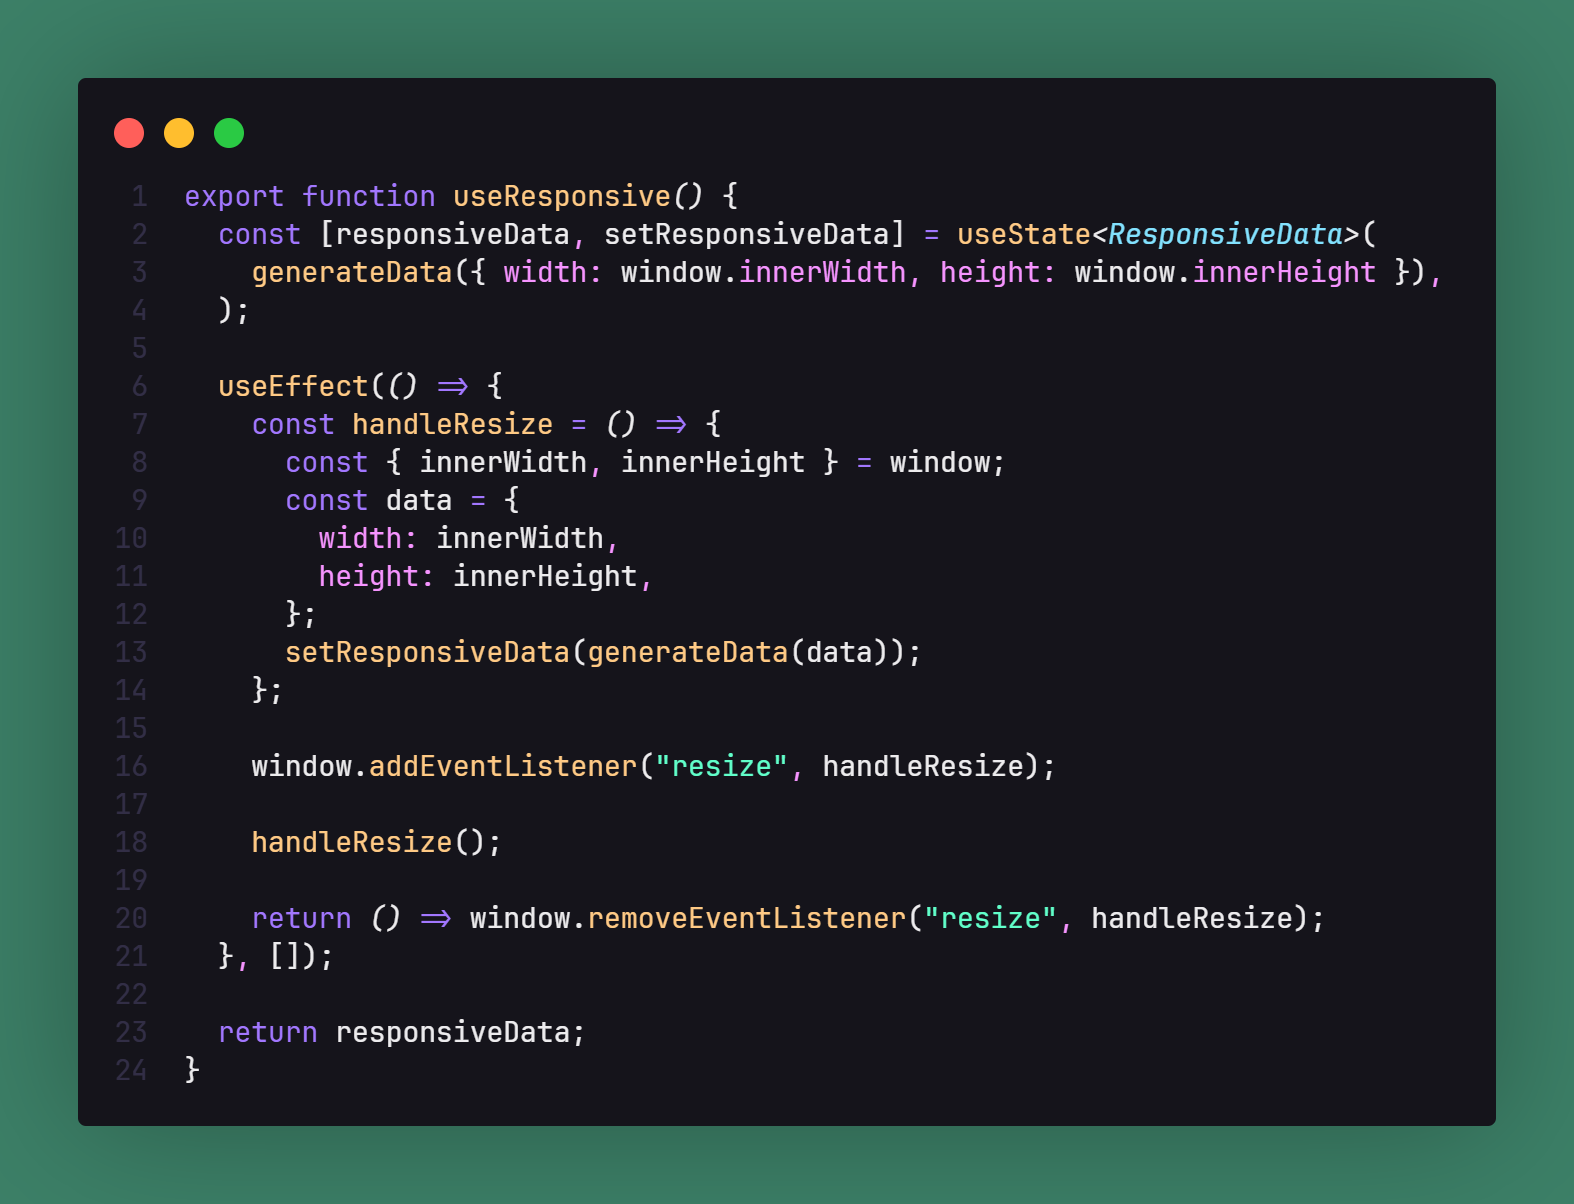 1 export function useResponsive() {
2   const [responsiveData, setResponsiveData] = useState<ResponsiveData>(
3     generateData({ width: window.innerWidth, height: window.innerHeight }),
4   );
5
6   useEffect(() => {
7     const handleResize = () => {
8       const { innerWidth, innerHeight } = window;
9       const data = {
10         width: innerWidth,
11         height: innerHeight,
12       };
13       setResponsiveData(generateData(data));
14     };
15
16     window.addEventListener("resize", handleResize);
17
18     handleResize();
19
20     return () => window.removeEventListener("resize", handleResize);
21   }, []);
22
23   return responsiveData;
24 }